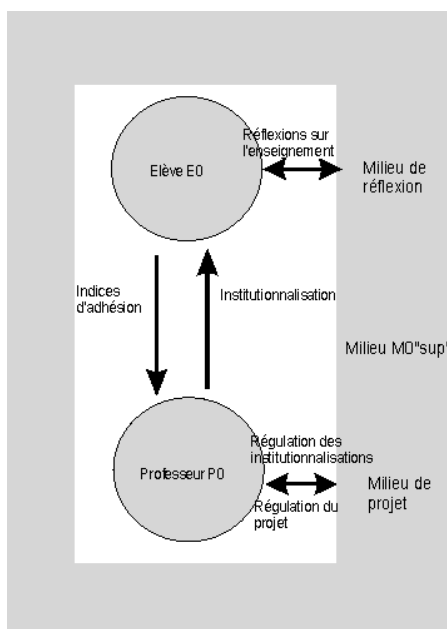 Réflexions sur
l'enseignement
Elève E0
Milieu de
réflexion
Indices
d'adhésion
Institutionnalisation
Milieu M0"sup"
Régulation des
institutionnalisations
Professeur P0
Régulation du
projet
Milieu de
projet